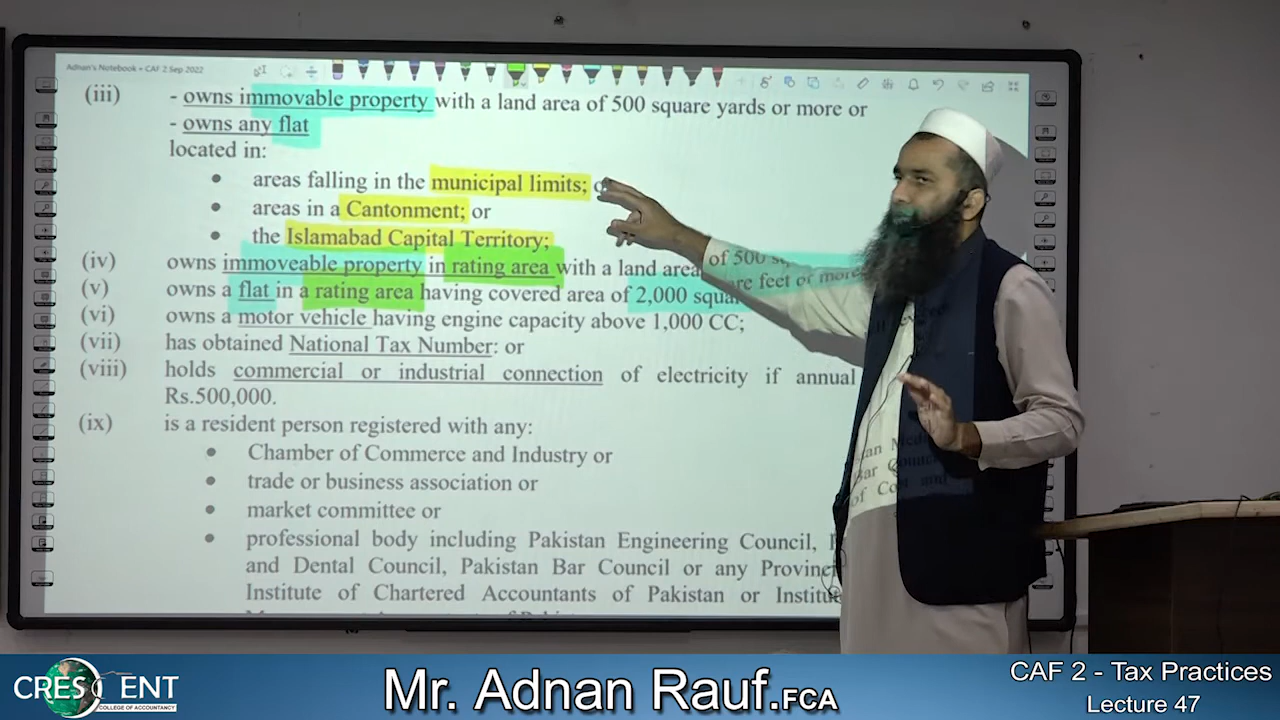 Adnan's Notebook • CAF 2 Sep 2022
(iii) - owns immovable property with a land area of 500 square yards or more or
- owns any flat
located in:
• areas falling in the municipal limits;
• areas in a Cantonment; or
• the Islamabad Capital Territory;
(iv) owns immoveable property in rating area with a land area of 500
(v) owns a flat in a rating area having covered area of 2,000 feet or more
(vi) owns a motor vehicle having engine capacity above 1,000 CC;
(vii) has obtained National Tax Number: or
(viii) holds commercial or industrial connection of electricity if annual
Rs.500,000.
(ix) is a resident person registered with any:
• Chamber of Commerce and Industry or
• trade or business association or
• market committee or
• professional body including Pakistan Engineering Council,
and Dental Council, Pakistan Bar Council or any
Institute of Chartered Accountants of Pakistan or
CRESCENT
COLLEGE OF ACCOUNTANCY
Mr. Adnan Rauf.FCA
CAF 2 - Tax Practices
Lecture 47